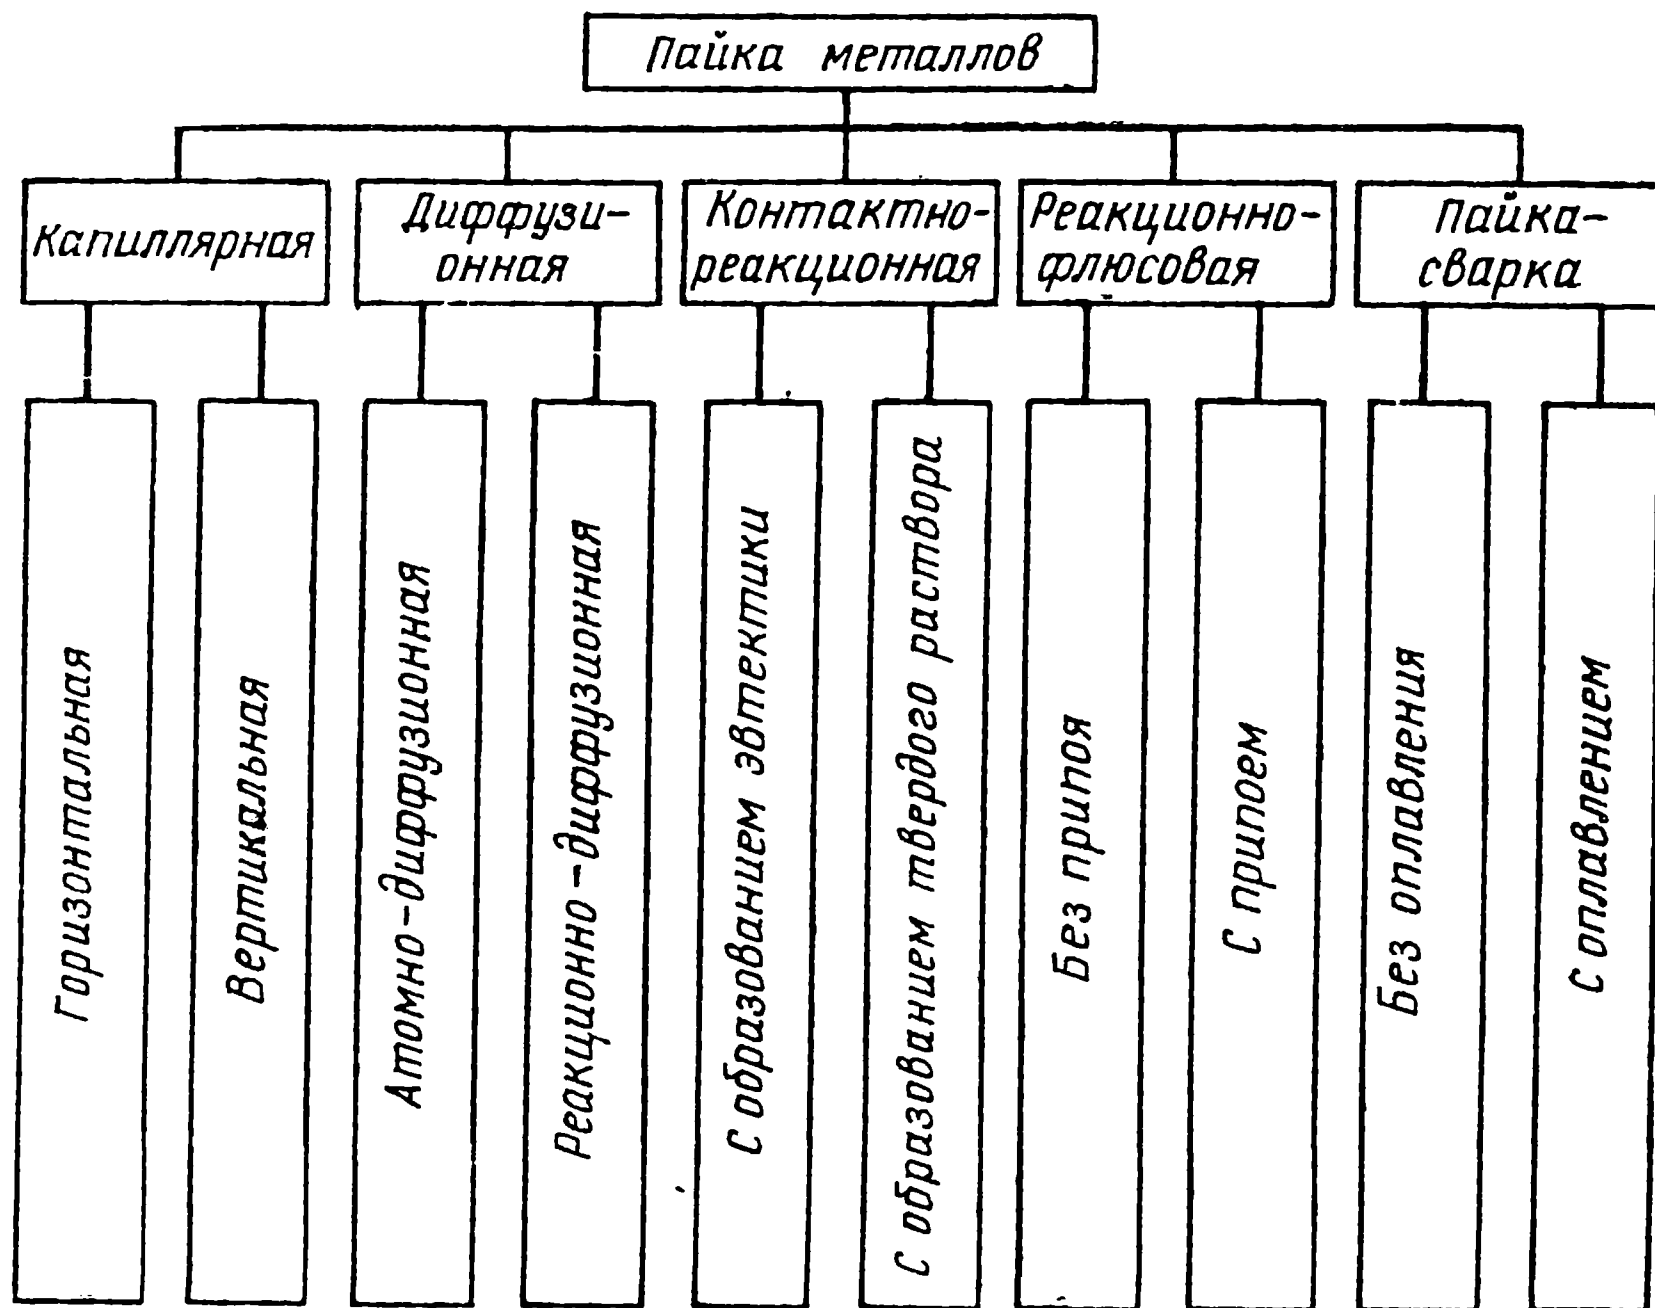 Пайка металлов
Капиллярная
Диффузи-
онная
Контактно-
реакционная
Реакционно-
флюсовая
Пайка-
сварка
Горизонтальная
Вертикальная
Атомно-диффузионная
Реакционно-диффузионная
С образованием эвтектики
С образованием твердого раствора
Без припоя
С припоем
Без оплавления
С оплавлением